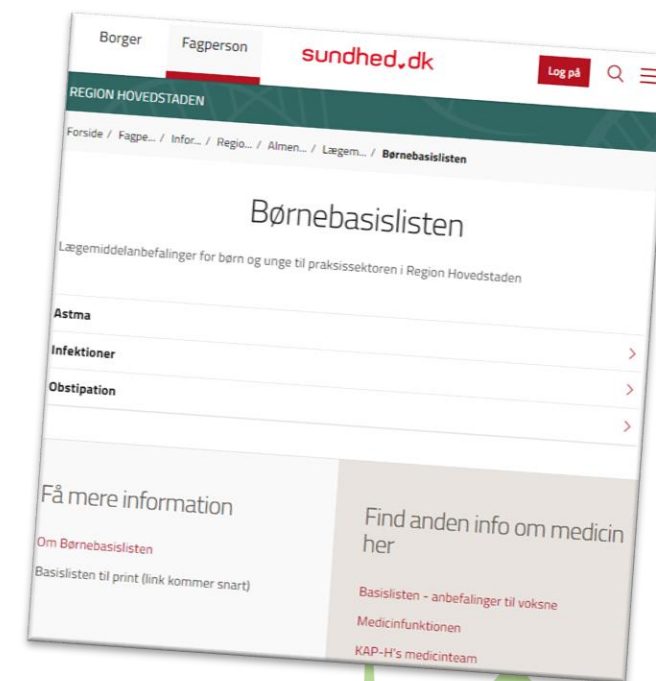 Borger
Fagperson
sundhed.dk
Log på
REGION HOVEDSTADEN
Forside / Fagpe... / Infor... / Regio... / Almen... / Lægem... / Børnebasislisten
Børnebasislisten
Lægemiddelanbefalinger for børn og unge til praksissektoren i Region Hovedstaden
Astma
Infektioner
Obstipation
Få mere information
Om Børnebasislisten
Basislisten til print (link kommer snart)
Find anden info om medicin
her
Basislisten - anbefalinger til voksne
Medicinfunktionen
KAP-H's medicinteam